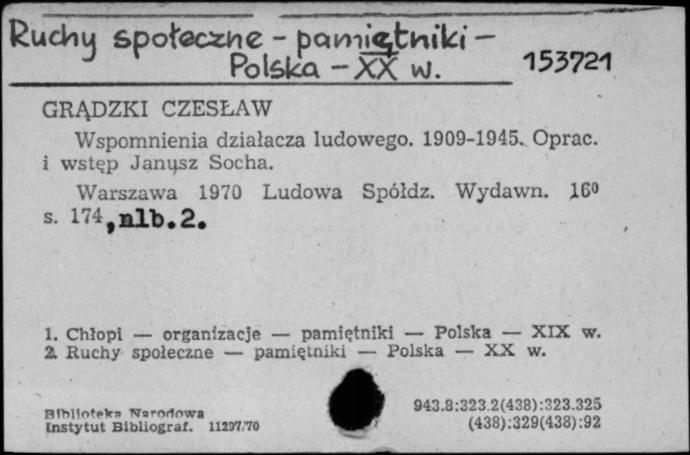 Ruchy społeczne - pamiętniki -
Polska - XX w.
153721
GRĄDZKI CZESŁAW
Wspomnienia działacza ludowego. 1909-1945. Oprac.
i wstęp Janusz Socha.
Warszawa 1970 Ludowa Spółdz. Wydawn. 16⁰
s. 174, nlb. 2.
1. Chłopi — organizacje — pamiętniki — Polska — XIX w.
2. Ruchy społeczne — pamiętniki — Polska — XX w.
Biblioteka Narodowa
Instytut Bibliograf. 11297/70
943.8:323.2(438):323.325
(438):329(438):92